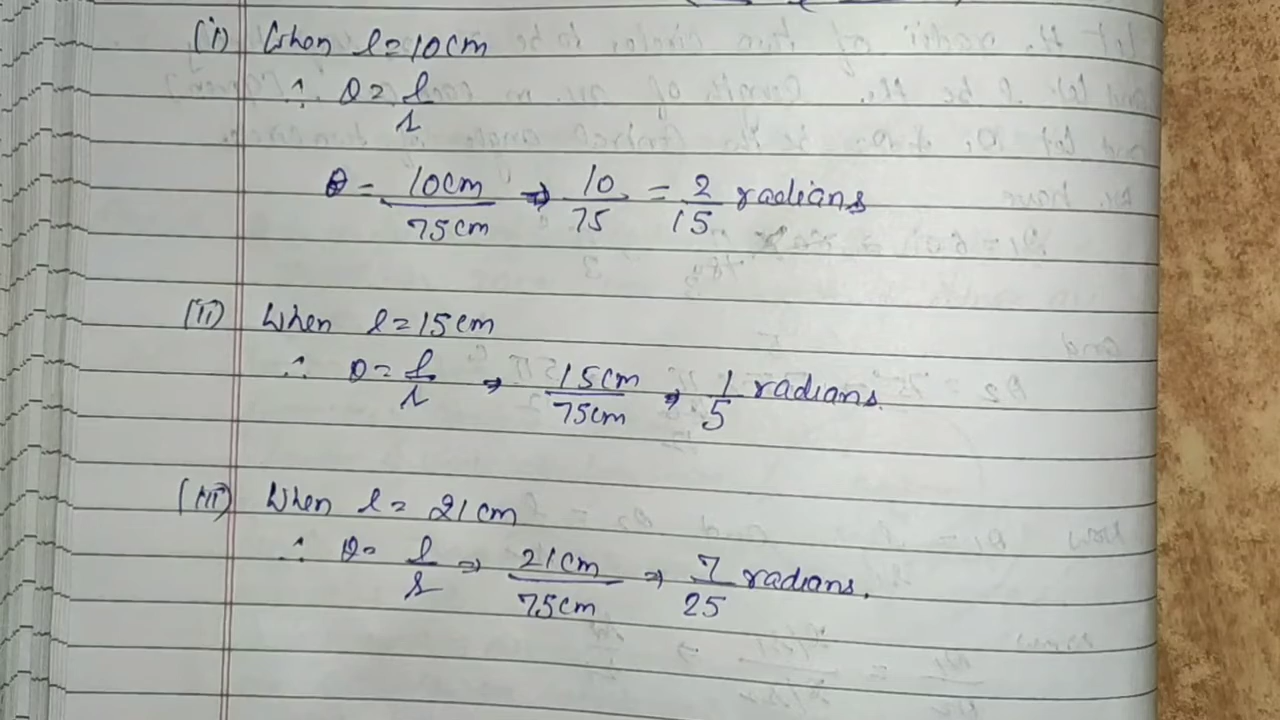 (i) When l = 10cm
∴ θ = l/r
θ = 10cm/75cm ⇒ 10/75 = 2/15 radians
(ii) When l = 15cm
∴ θ = l/r ⇒ 15cm/75cm ⇒ 1/5 radians.
(iii) When l = 21cm
∴ θ = l/r ⇒ 21cm/75cm ⇒ 7/25 radians.